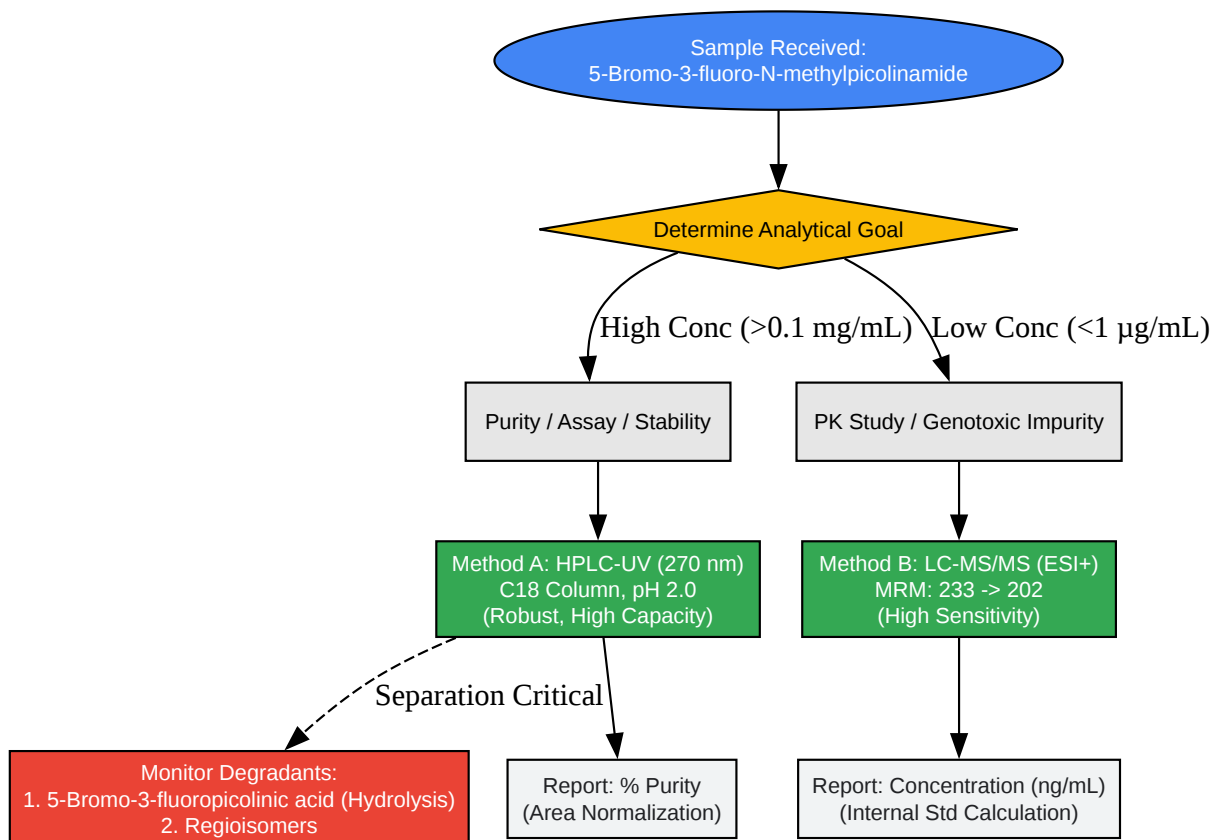 Sample Received:
5-Bromo-3-fluoro-N-methylpicolinamide
Determine Analytical Goal
High Conc (>0.1 mg/mL)
Low Conc (<1 µg/mL)
Purity / Assay / Stability
PK Study / Genotoxic Impurity
Method A: HPLC-UV (270 nm)
C18 Column, pH 2.0
(Robust, High Capacity)
Method B: LC-MS/MS (ESI+)
MRM: 233 -> 202
(High Sensitivity)
Separation Critical
Monitor Degradants:
1. 5-Bromo-3-fluoropicolinic acid (Hydrolysis)
2. Regioisomers
Report: % Purity
(Area Normalization)
Report: Concentration (ng/mL)
(Internal Std Calculation)